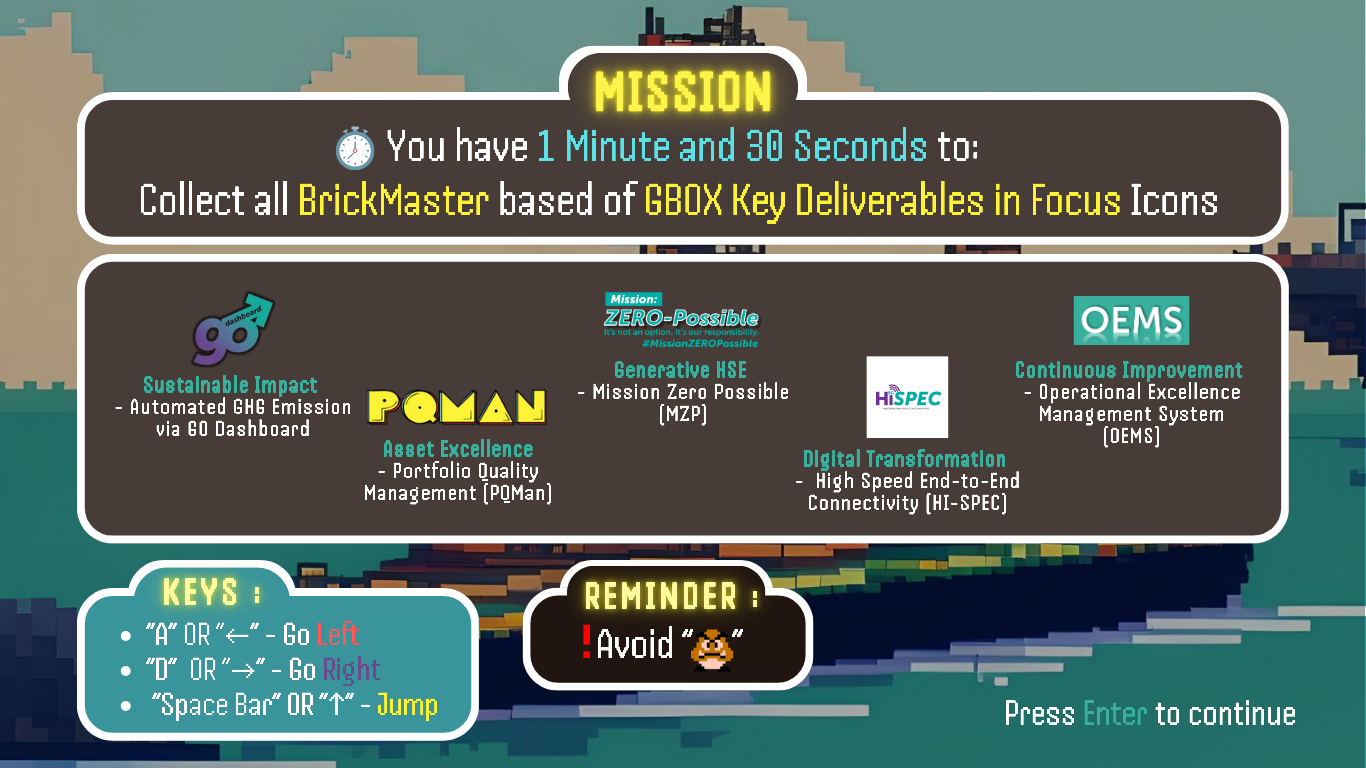 MISSION
You have 1 Minute and 30 Seconds to:
Collect all BrickMaster based of GBOX Key Deliverables in Focus Icons
go dashboard
Sustainable Impact
- Automated GHG Emission
via GO Dashboard
PQMAN
Asset Excellence
- Portfolio Quality
Management (PQMan)
Mission:
ZERO-Possible
It's not an option. It's our responsibility.
#MissionZEROPossible
Generative HSE
- Mission Zero Possible
(MZP)
HiSPEC
Digital Transformation
- High Speed End-to-End
Connectivity (HI-SPEC)
OEMS
Continuous Improvement
- Operational Excellence
Management System
(OEMS)
KEYS :
• "A" OR "←" - Go Left
• "D" OR "→" - Go Right
• "Space Bar" OR "↑" - Jump
REMINDER :
!Avoid " "
Press Enter to continue